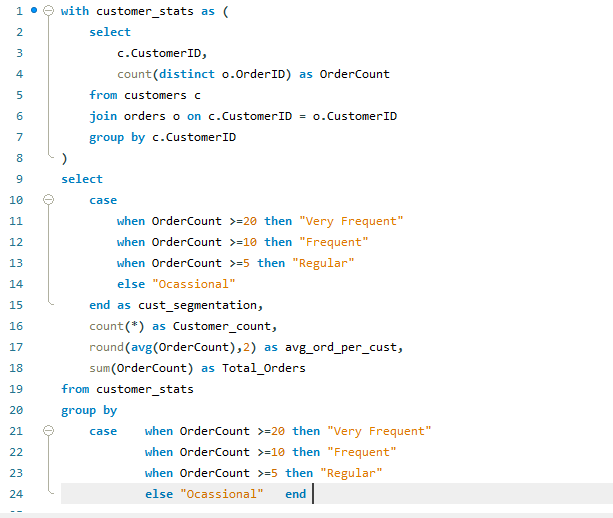 1 with customer_stats as (
2 select
3 c.CustomerID,
4 count(distinct o.OrderID) as OrderCount
5 from customers c
6 join orders o on c.CustomerID = o.CustomerID
7 group by c.CustomerID
8 )
9 select
10 case
11 when OrderCount >=20 then "Very Frequent"
12 when OrderCount >=10 then "Frequent"
13 when OrderCount >=5 then "Regular"
14 else "Ocassional"
15 end as cust_segmentation,
16 count(*) as Customer_count,
17 round(avg(OrderCount),2) as avg_ord_per_cust,
18 sum(OrderCount) as Total_Orders
19 from customer_stats
20 group by
21 case when OrderCount >=20 then "Very Frequent"
22 when OrderCount >=10 then "Frequent"
23 when OrderCount >=5 then "Regular"
24 else "Ocassional" end